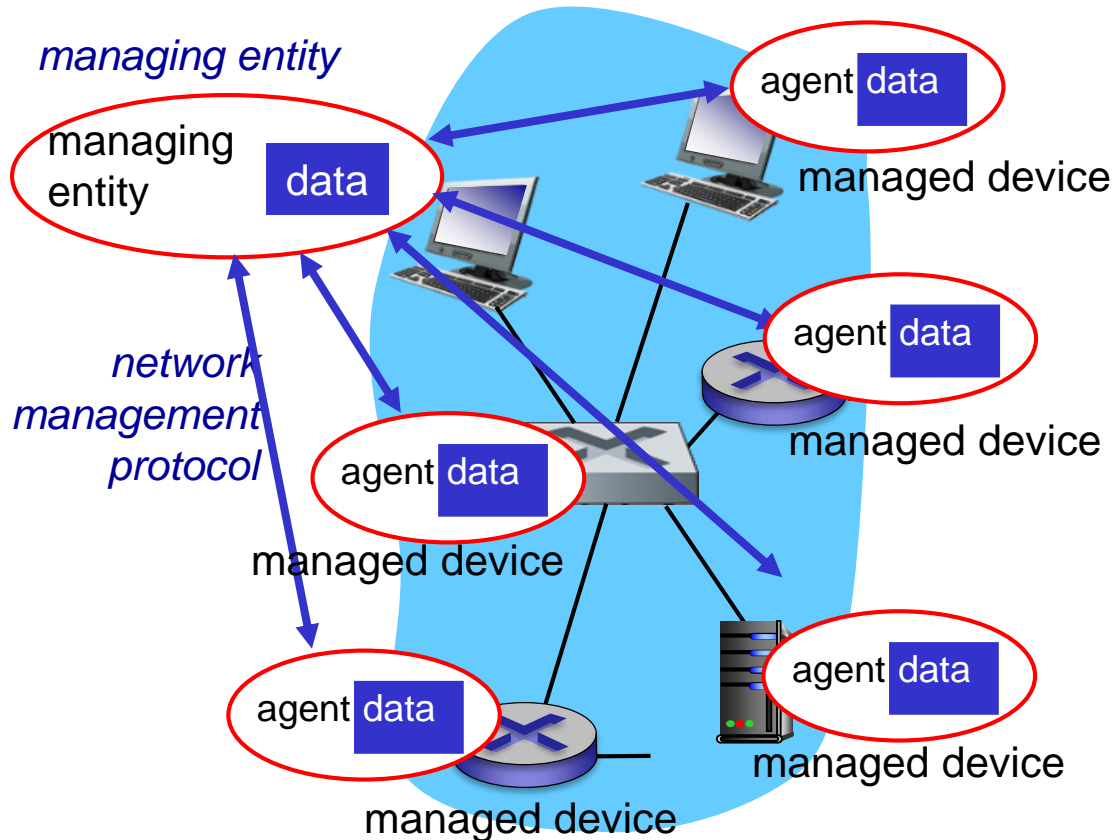 managing entity
agent data
managing
entity
data
managed device
agent data
network
management
protocol
managed device
agent data
managed device
agent data
agent data
managed device
managed device